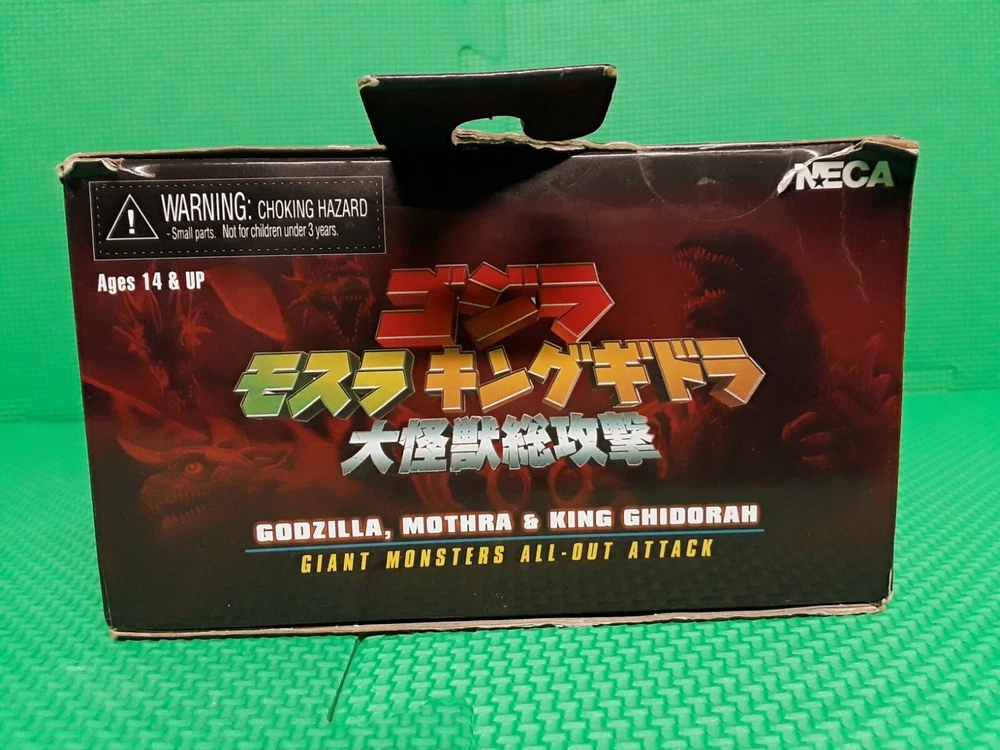 NECA
WARNING: CHOKING HAZARD
- Small parts. Not for children under 3 years.
Ages 14 & UP
ゴジラ
モスラ キングギドラ
大怪獣総攻撃
GODZILLA, MOTHRA & KING GHIDORAH
GIANT MONSTERS ALL-OUT ATTACK